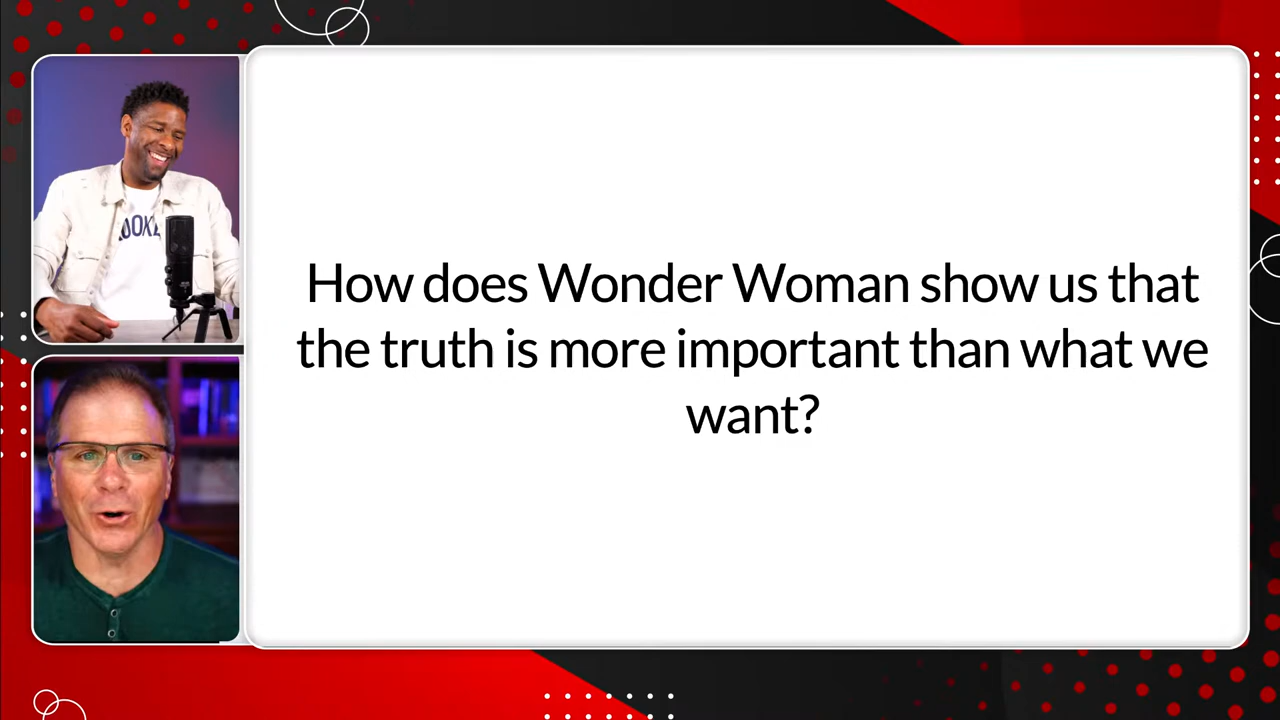 How does Wonder Woman show us that
the truth is more important than what we
want?